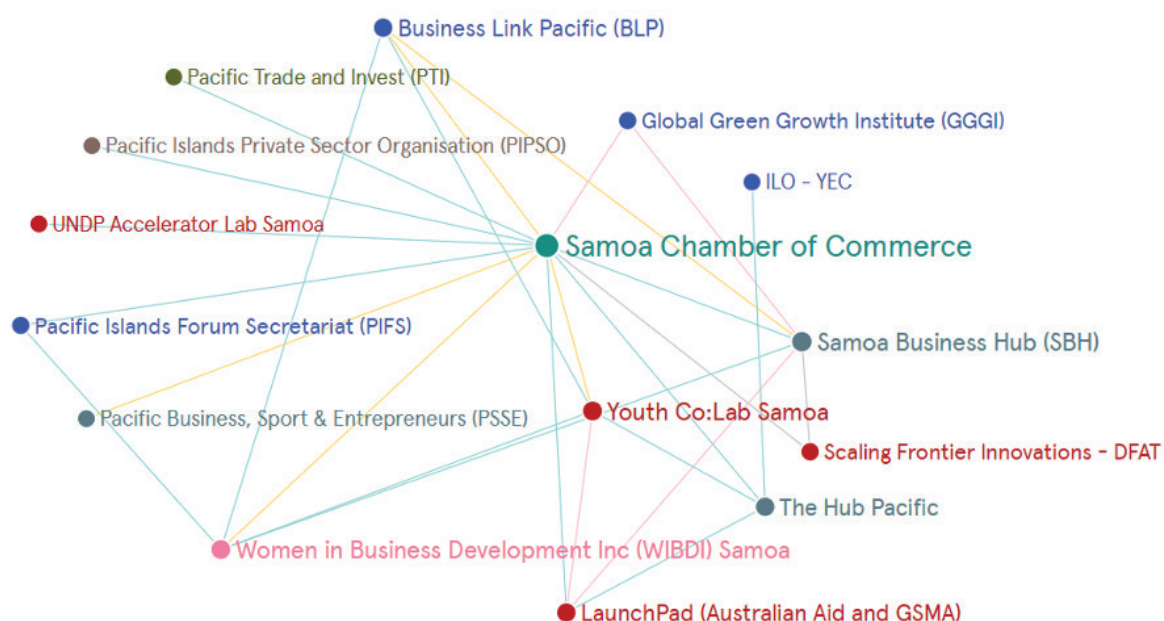 Business Link Pacific (BLP)
Pacific Trade and Invest (PTI)
Global Green Growth Institute (GGGI)
Pacific Islands Private Sector Organisation (PIPSO)
ILO - YEC
UNDP Accelerator Lab Samoa
Samoa Chamber of Commerce
Pacific Islands Forum Secretariat (PIFS)
Samoa Business Hub (SBH)
Youth Co:Lab Samoa
Pacific Business, Sport & Entrepreneurs (PSSE)
Scaling Frontier Innovations - DFAT
The Hub Pacific
Women in Business Development Inc (WIBDI) Samoa
LaunchPad (Australian Aid and GSMA)